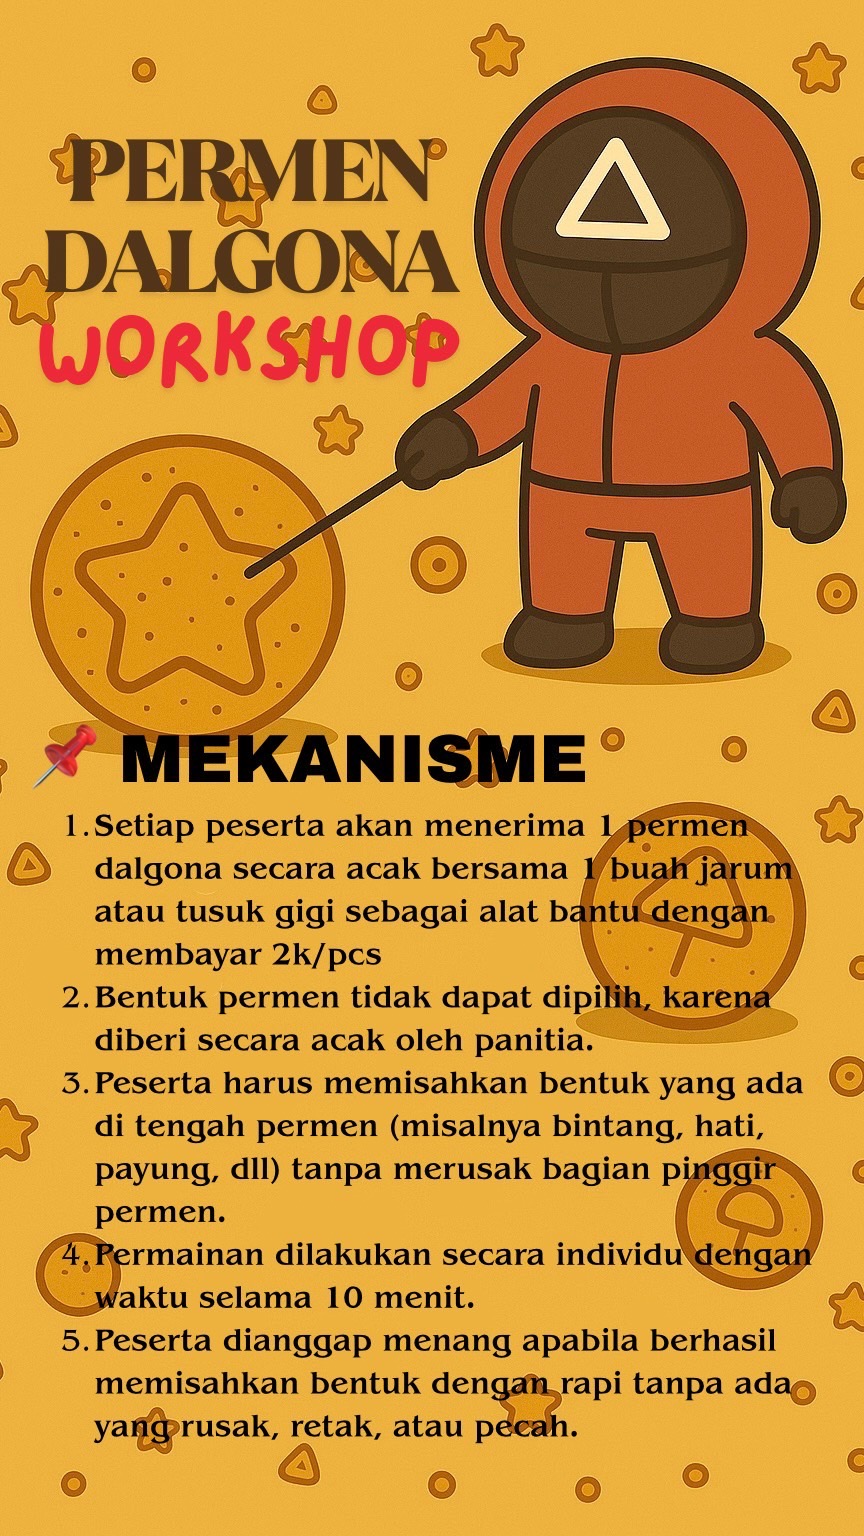 PERMEN
DALGONA
WORKSHOP
MEKANISME
1. Setiap peserta akan menerima 1 permen
dalgona secara acak bersama 1 buah jarum
atau tusuk gigi sebagai alat bantu dengan
membayar 2k/pcs
2. Bentuk permen tidak dapat dipilih, karena
diberi secara acak oleh panitia.
3. Peserta harus memisahkan bentuk yang ada
di tengah permen (misalnya bintang, hati,
payung, dll) tanpa merusak bagian pinggir
permen.
4. Permainan dilakukan secara individu dengan
waktu selama 10 menit.
5. Peserta dianggap menang apabila berhasil
memisahkan bentuk dengan rapi tanpa ada
yang rusak, retak, atau pecah.